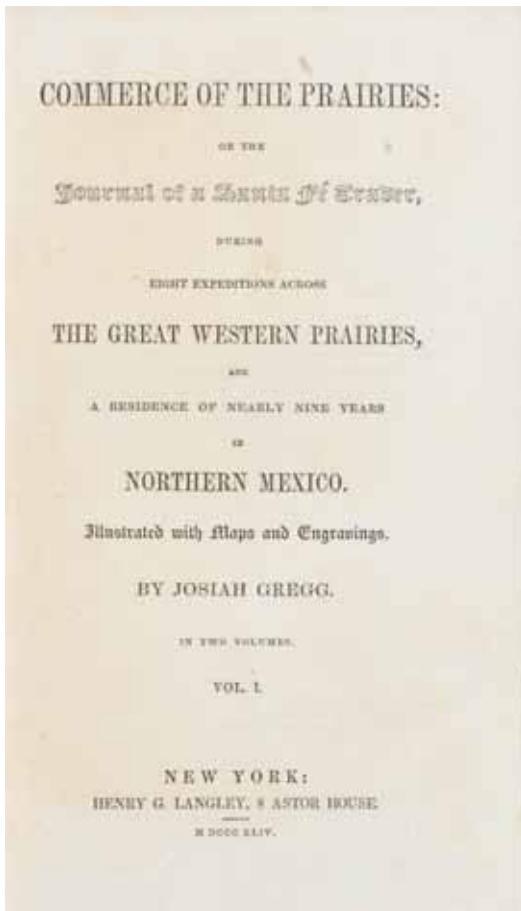 COMMERCE OF THE PRAIRIES:
OR THE
Journal of a Santa Fé Trader,
DURING
EIGHT EXPEDITIONS ACROSS
THE GREAT WESTERN PRAIRIES,
AND
A RESIDENCE OF NEARLY NINE YEARS
IN
NORTHERN MEXICO.
Illustrated with Maps and Engravings.
BY JOSIAH GREGG.
IN TWO VOLUMES.
VOL. I.
NEW YORK:
HENRY G. LANGLEY, 8 ASTOR HOUSE.
M DCCC XLIV.